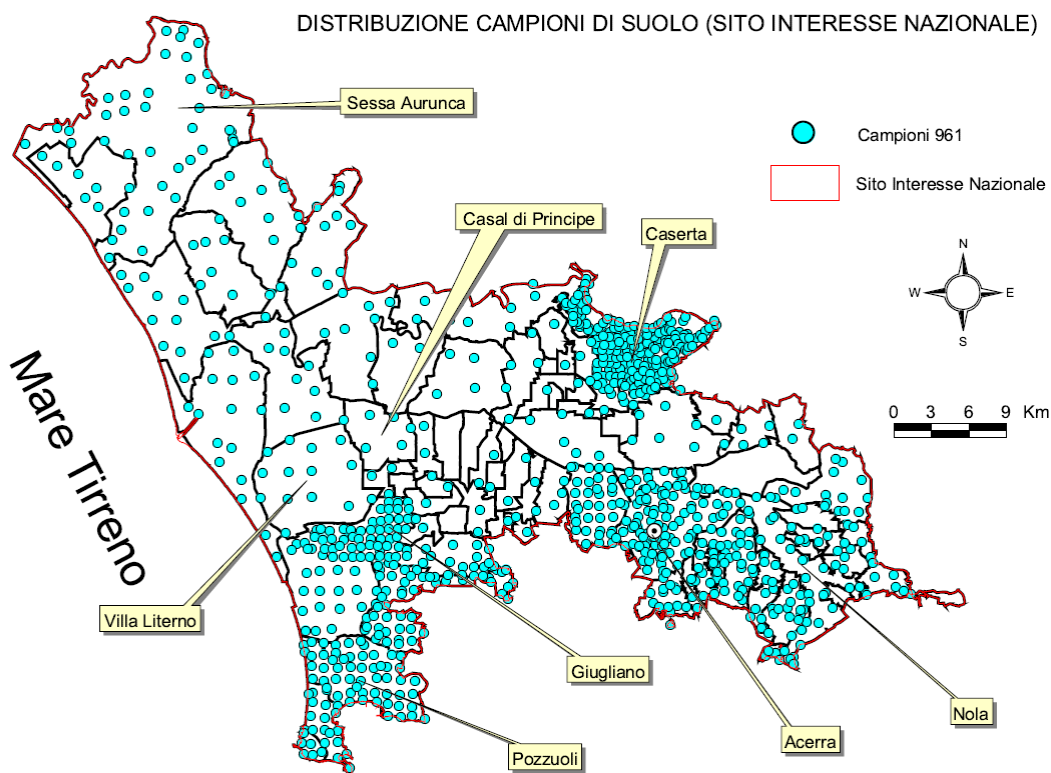 DISTRIBUZIONE CAMPIONI DI SUOLO (SITO INTERESSE NAZIONALE)
Sessa Aurunca
Campioni 961
Sito Interesse Nazionale
Casal di Principe
Caserta
N
W
E
S
Mare Tirreno
0 3 6 9 Km
Villa Literno
Giugliano
Nola
Acerra
Pozzuoli